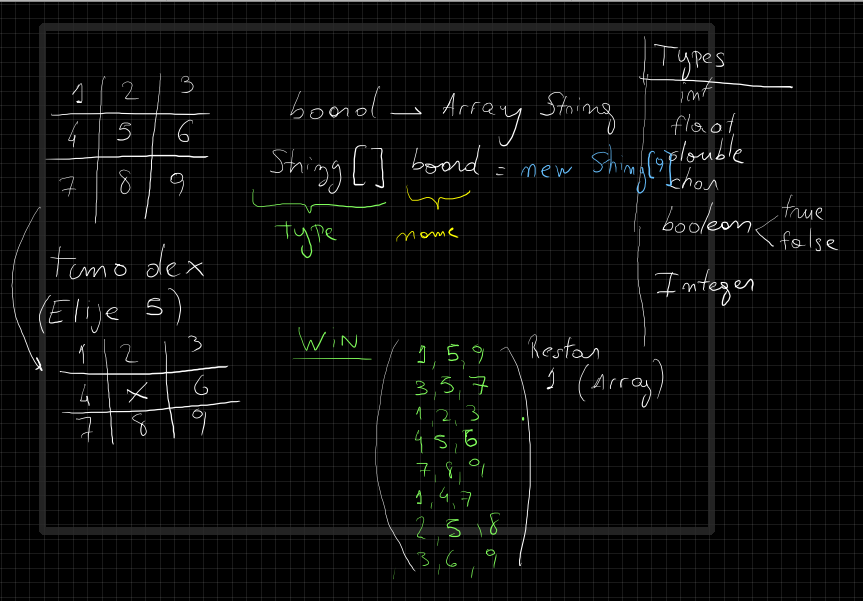 1 2 3
4 5 6
7 8 9
board → Array String
String [] board = new String[9]
type name
Types
int
float
double
char
boolean < true
false
Integer
turno de x
(Elije 5)
1 2 3
4 X 6
7 8 9
WIN
1, 5, 9
3, 5, 7
1, 2, 3
4 5, 6
7, 8, 9
1, 4, 7
2, 5, 8
3, 6, 9
Restar
1 (Array)